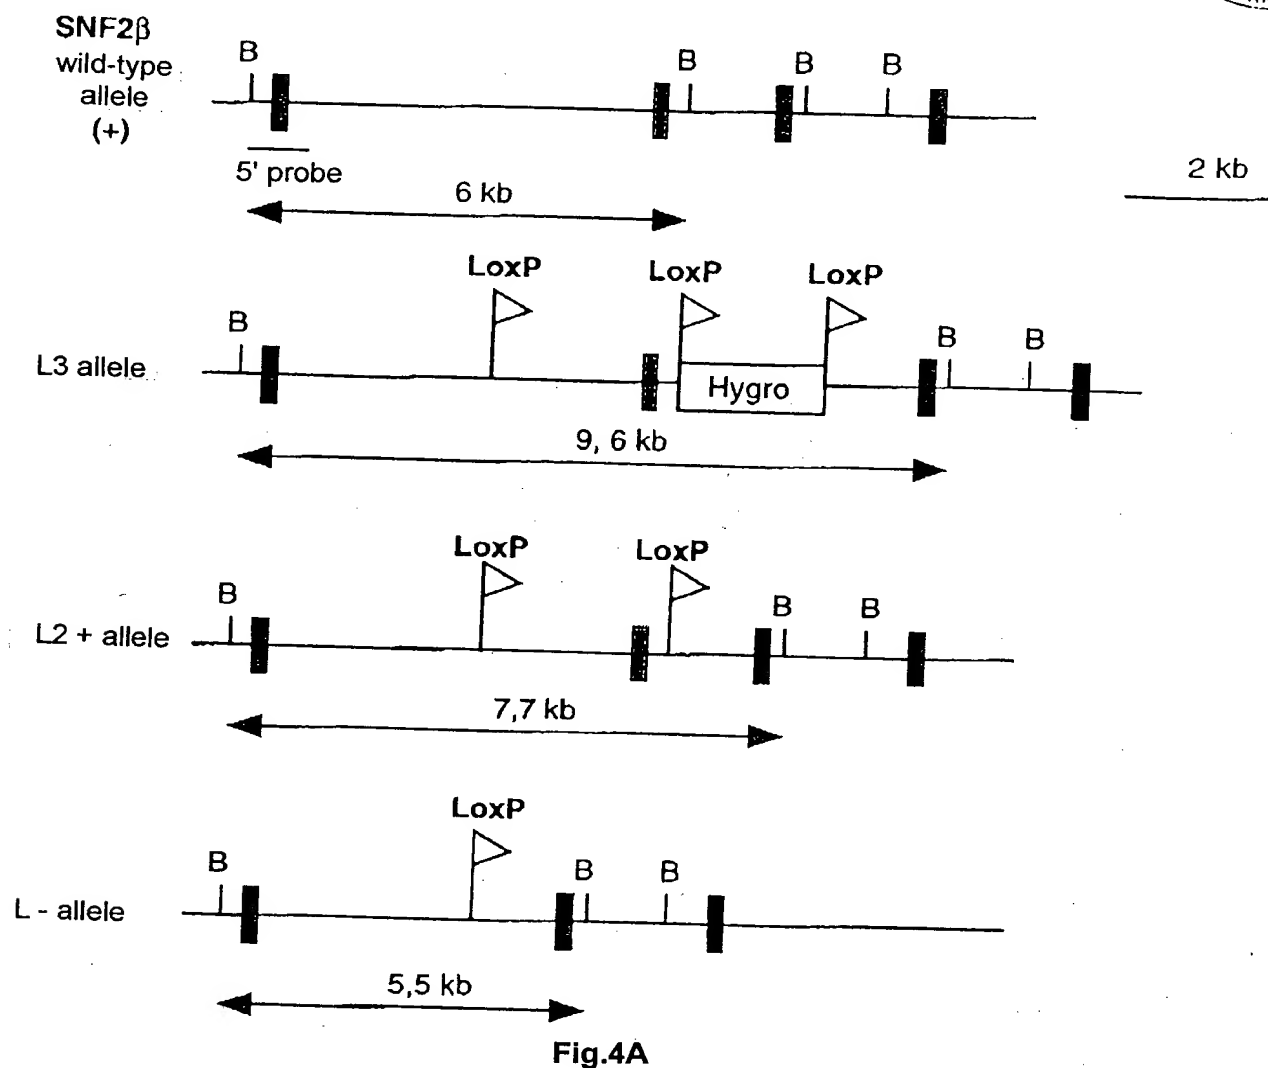 SNF2β
wild-type
allele
(+)
B
B
B
B
5' probe
2 kb
6 kb
LoxP
LoxP
LoxP
B
B
B
L3 allele
Hygro
9, 6 kb
LoxP
LoxP
B
B
B
L2 + allele
7,7 kb
LoxP
B
B
B
L - allele
5,5 kb
Fig.4A